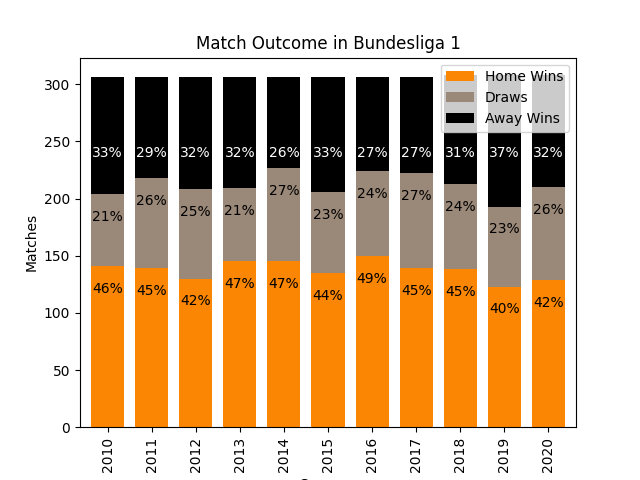 Match Outcome in Bundesliga 1
Home Wins
Draws
Away Wins
300
250
200
150
100
50
0
Matches
33% 29% 32% 32% 26% 33% 27% 27% 31% 37% 32%
21% 26% 25% 21% 27% 23% 24% 27% 24% 23% 26%
46% 45% 42% 47% 47% 44% 49% 45% 45% 40% 42%
2010 2011 2012 2013 2014 2015 2016 2017 2018 2019 2020